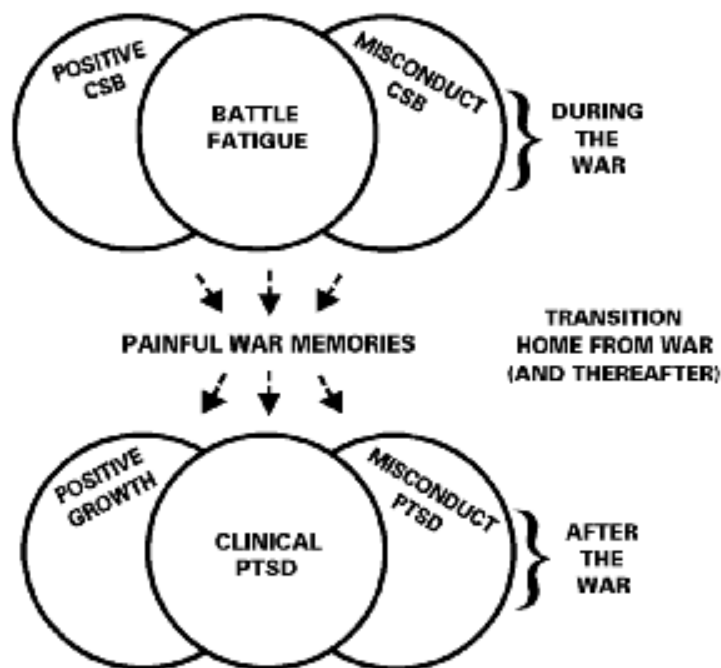 POSITIVE
CSB
BATTLE
FATIGUE
MISCONDUCT
CSB
DURING
THE
WAR
PAINFUL WAR MEMORIES
TRANSITION
HOME FROM WAR
(AND THEREAFTER)
POSITIVE
GROWTH
CLINICAL
PTSD
MISCONDUCT
PTSD
AFTER
THE
WAR